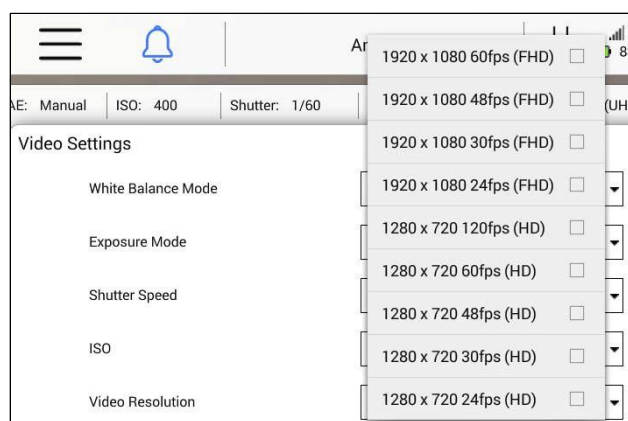 Ar
8
AE: Manual
ISO: 400
Shutter: 1/60
(UH
Video Settings
White Balance Mode
Exposure Mode
Shutter Speed
ISO
Video Resolution
1920 x 1080 60fps (FHD)
1920 x 1080 48fps (FHD)
1920 x 1080 30fps (FHD)
1920 x 1080 24fps (FHD)
1280 x 720 120fps (HD)
1280 x 720 60fps (HD)
1280 x 720 48fps (HD)
1280 x 720 30fps (HD)
1280 x 720 24fps (HD)